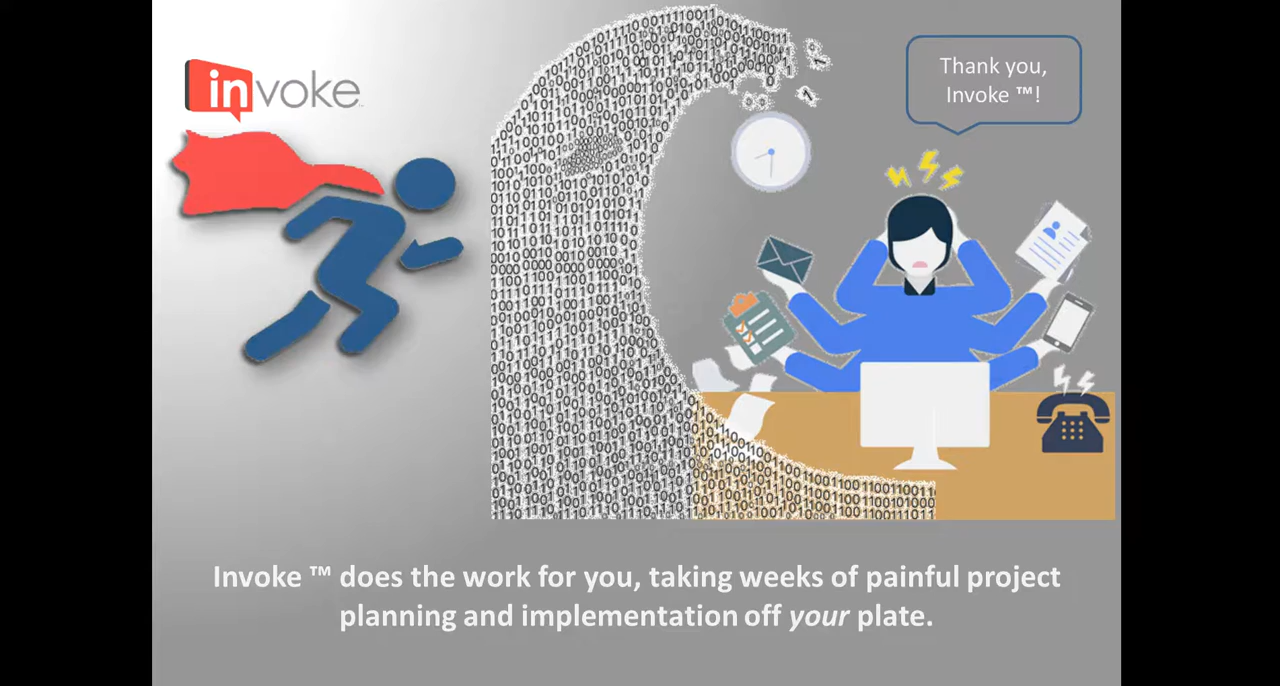 invoke
Thank you,
Invoke ™!
Invoke ™ does the work for you, taking weeks of painful project
planning and implementation off your plate.